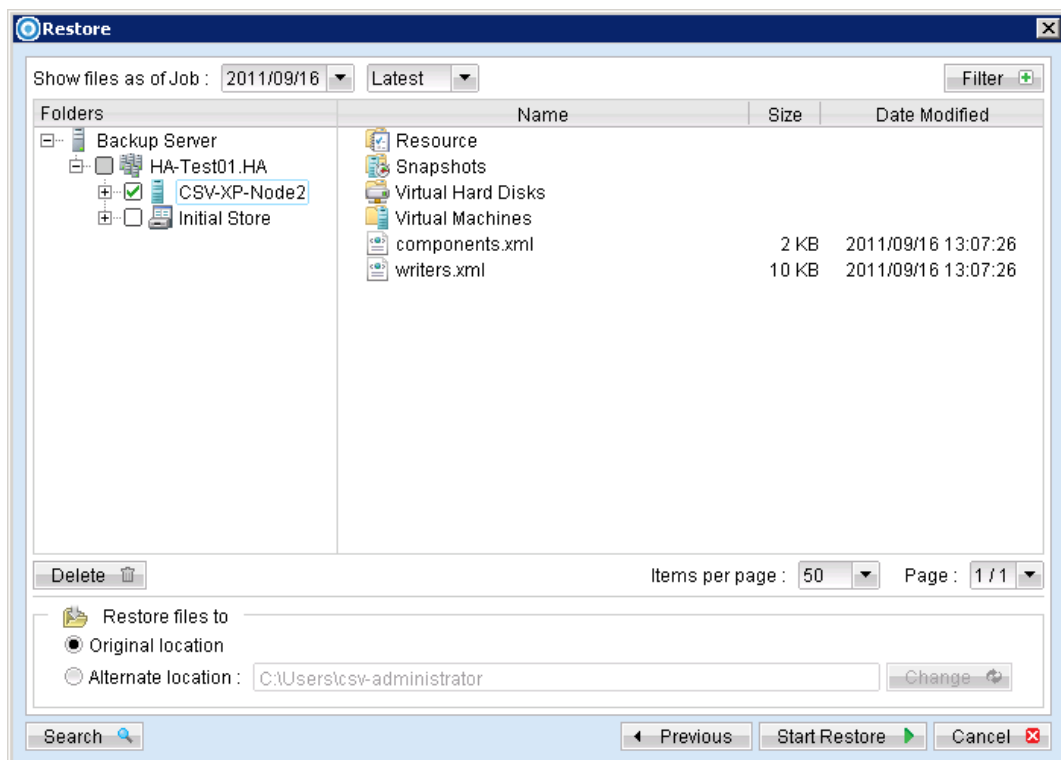 Restore
Show files as of Job : 2011/09/16 Latest Filter
Folders Name Size Date Modified
Backup Server Resource
HA-Test01.HA Snapshots
CSV-XP-Node2 Virtual Hard Disks
Initial Store Virtual Machines
components.xml 2 KB 2011/09/16 13:07:26
writers.xml 10 KB 2011/09/16 13:07:26
Delete Items per page : 50 Page : 1 / 1
Restore files to
Original location
Alternate location : C:\Users\csv-administrator Change
Search Previous Start Restore Cancel